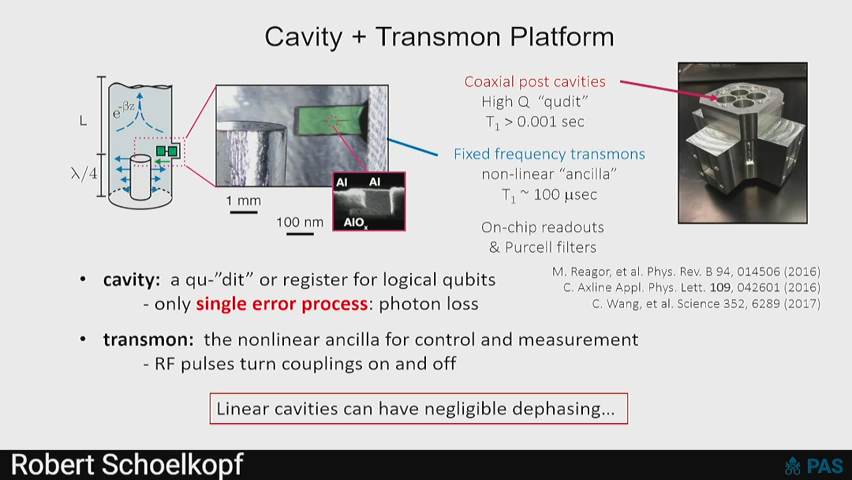 Cavity + Transmon Platform
L
e^-βz
λ/4
1 mm
100 nm
Al Al
AlOx
Coaxial post cavities
High Q “qudit”
T1 > 0.001 sec
Fixed frequency transmons
non-linear “ancilla”
T1 ~ 100 μsec
On-chip readouts
& Purcell filters
M. Reagor, et al. Phys. Rev. B 94, 014506 (2016)
C. Axline Appl. Phys. Lett. 109, 042601 (2016)
C. Wang, et al. Science 352, 6289 (2017)
• cavity: a qu-”dit” or register for logical qubits
- only single error process: photon loss
• transmon: the nonlinear ancilla for control and measurement
- RF pulses turn couplings on and off
Linear cavities can have negligible dephasing...
Robert Schoelkopf
PAS